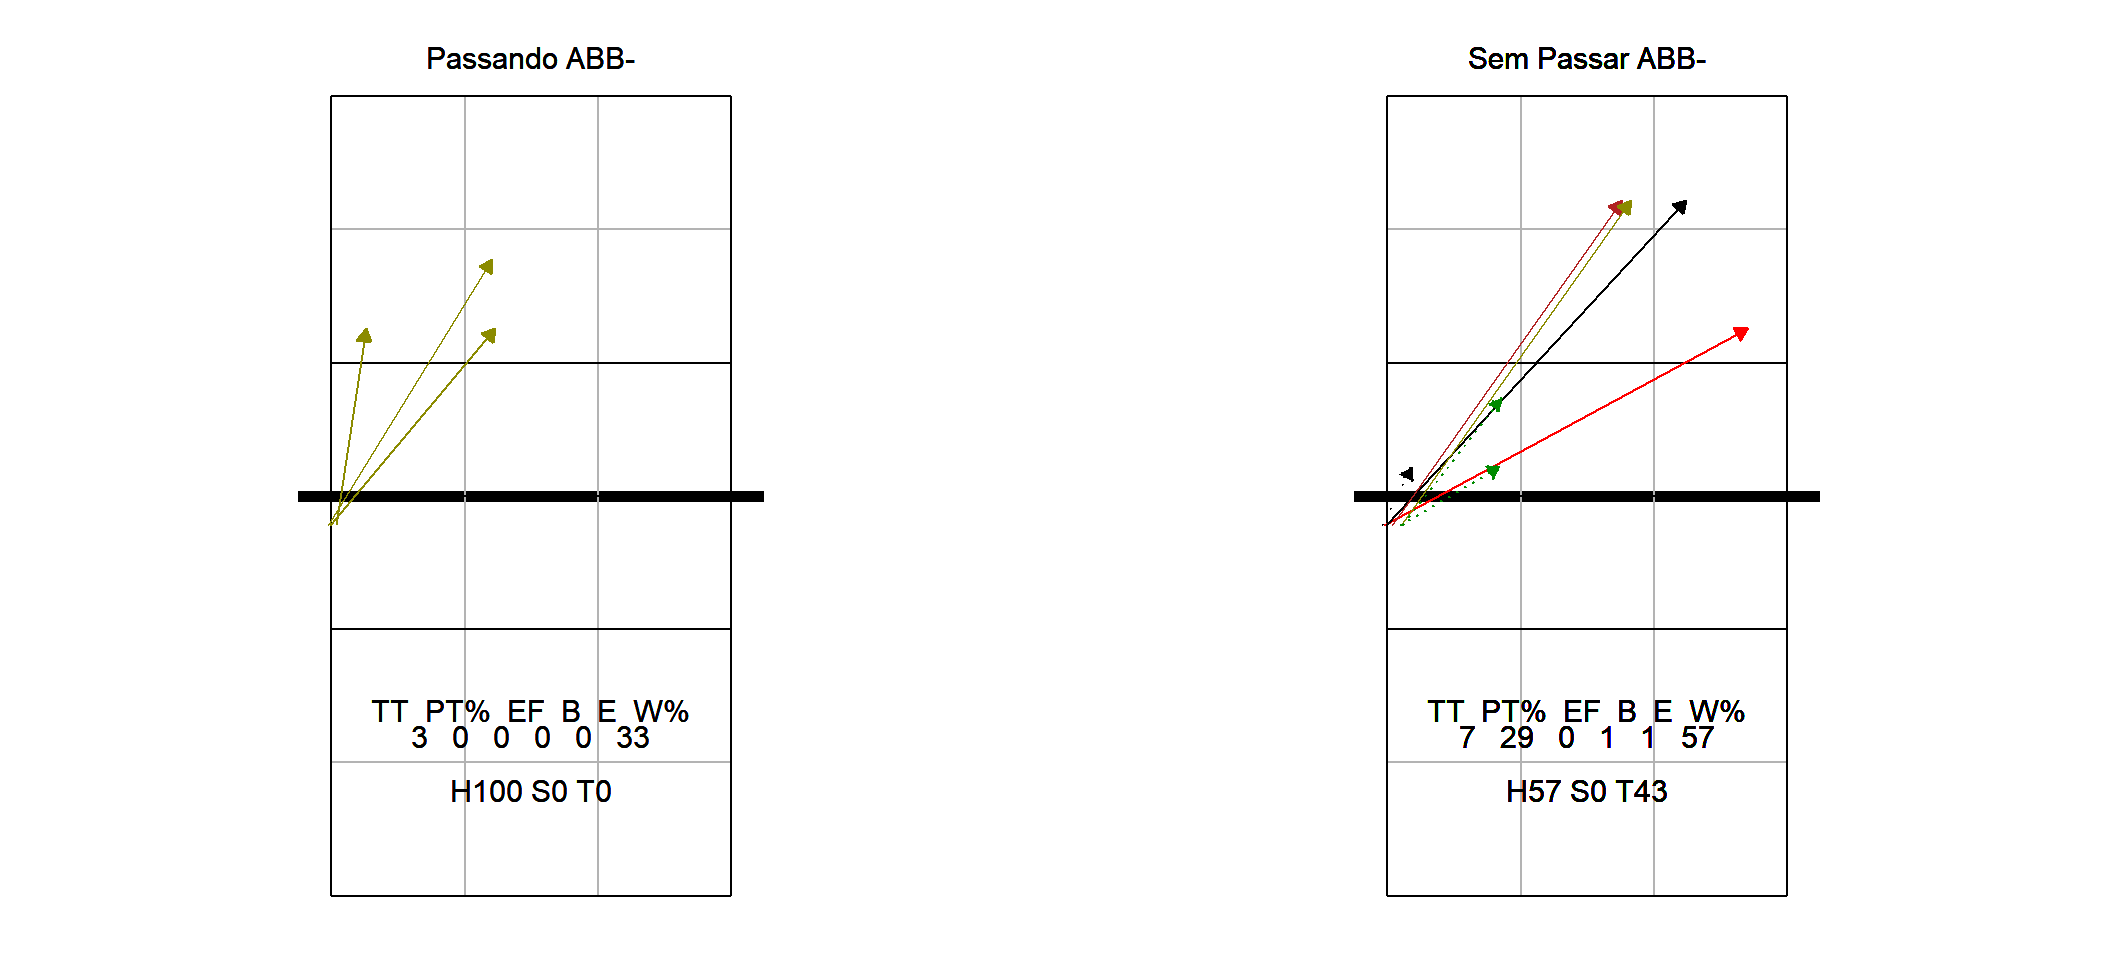 Passando ABB-
TT PT% EF B E W%
3 0 0 0 0 33
H100 S0 T0
Sem Passar ABB-
TT PT% EF B E W%
7 29 0 1 1 57
H57 S0 T43